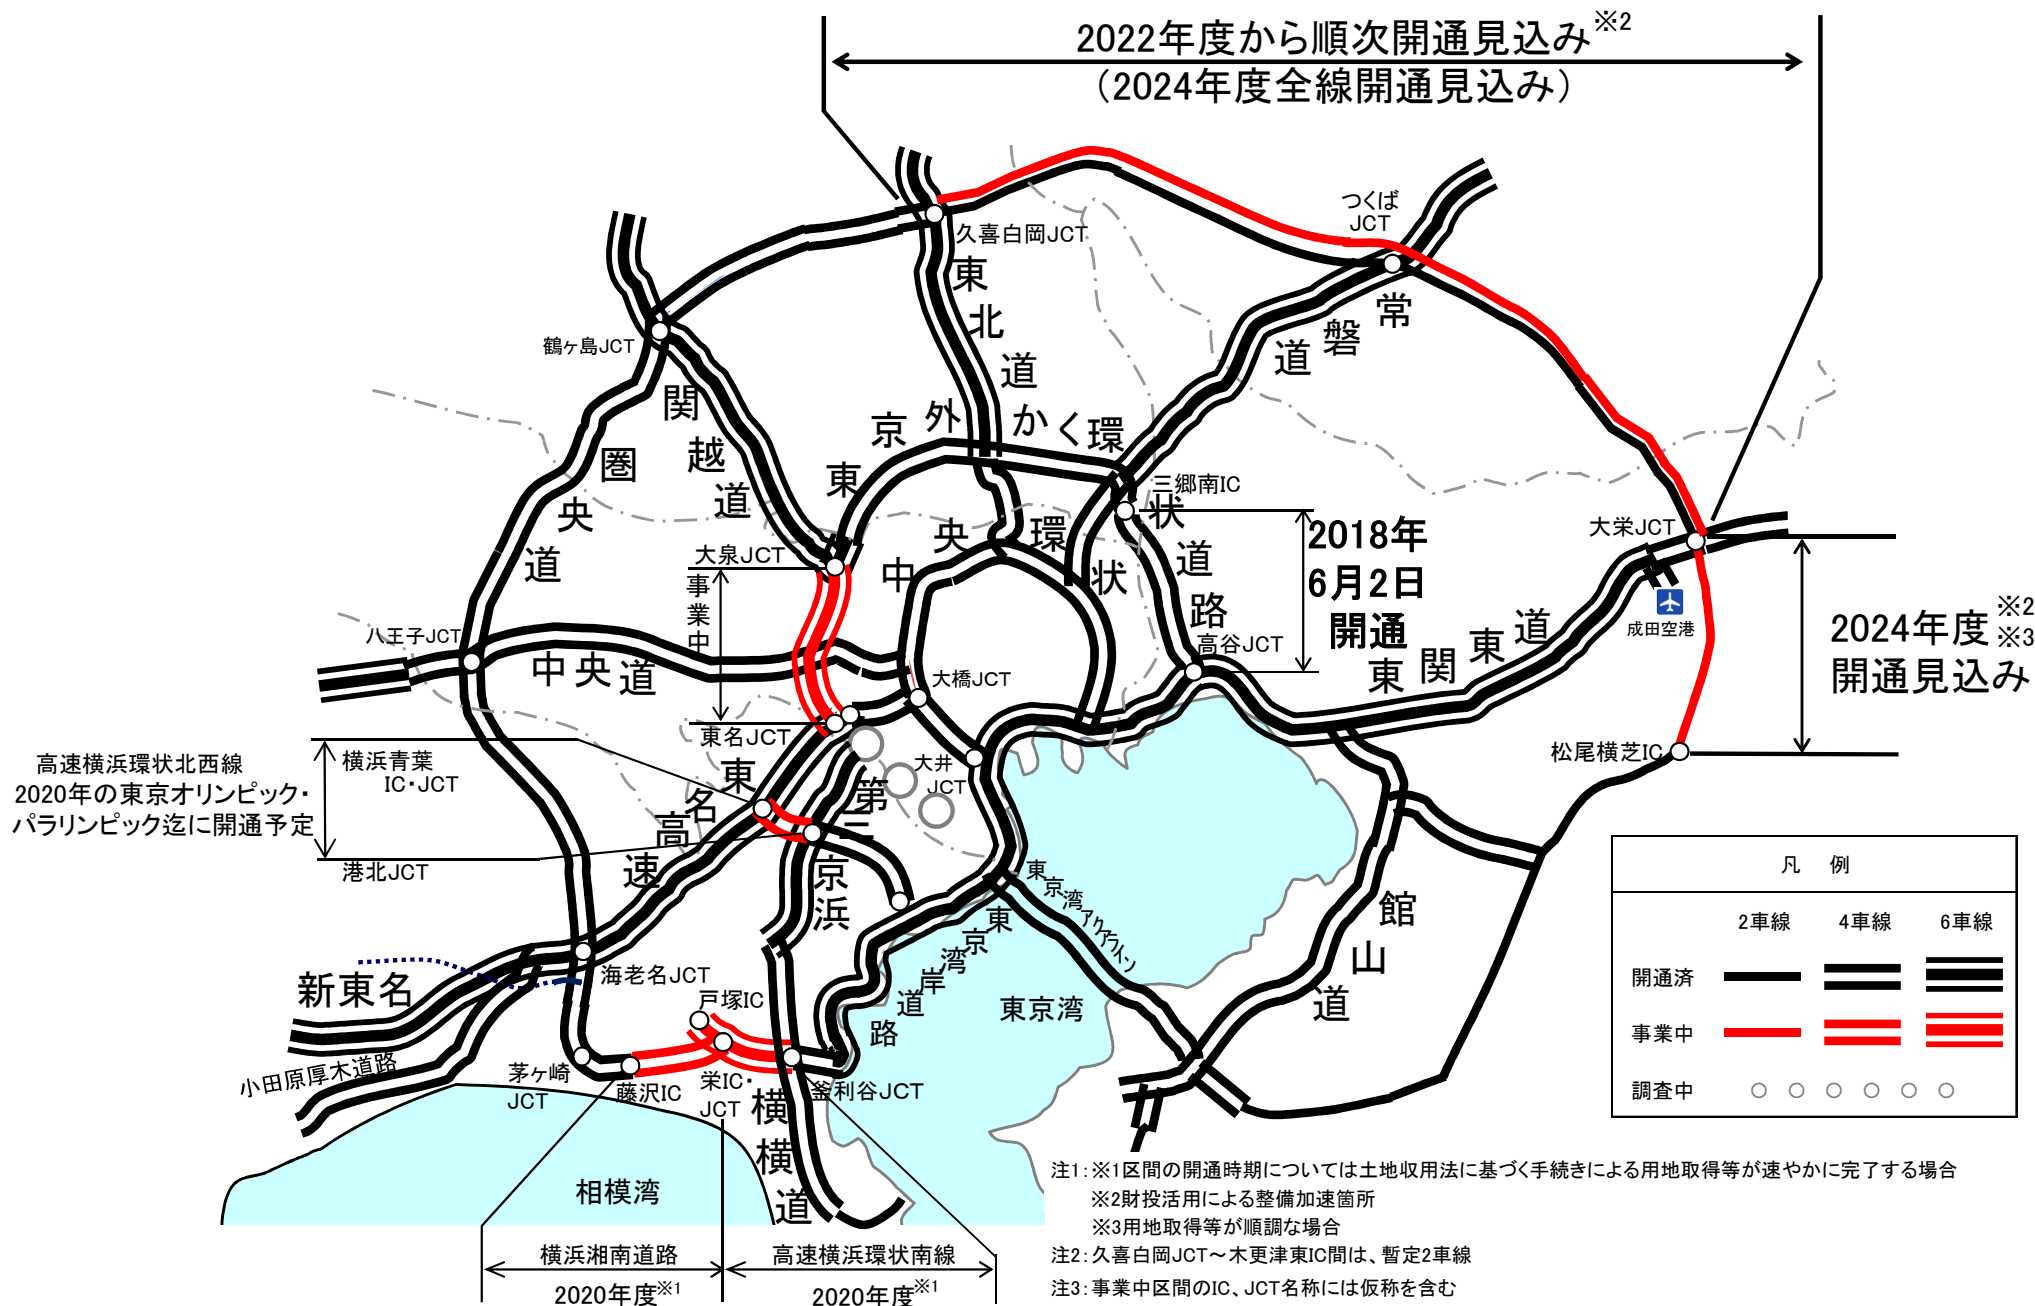 2022年度から順次開通見込み※2
（2024年度全線開通見込み）
つくば
JCT
久喜白岡JCT
東北道
常磐道
鶴ヶ島JCT
関越道
圏央道
東京外かく環状道路
三郷南IC
2018年
6月2日
開通
大栄JCT
大泉JCT
事業中
中央環状
八王子JCT
中央道
大橋JCT
高谷JCT
東関東道
成田空港
2024年度※2
※3
開通見込み
東名JCT
松尾横芝IC
高速横浜環状北西線
2020年の東京オリンピック・
パラリンピック迄に開通予定
横浜青葉
IC・JCT
港北JCT
東名高速
第三京浜
大井
JCT
東京湾アクアライン
東京湾岸道路
東京湾
館山道
新東名
海老名JCT
小田原厚木道路
戸塚IC
茅ヶ崎
JCT
藤沢IC
栄IC・
JCT
釜利谷JCT
横横道
相模湾
横浜湘南道路
2020年度※1
高速横浜環状南線
2020年度※1
凡　例
2車線 4車線 6車線
開通済
事業中
調査中
注1：※1区間の開通時期については土地収用法に基づく手続きによる用地取得等が速やかに完了する場合
※2財投活用による整備加速箇所
※3用地取得等が順調な場合
注2：久喜白岡JCT～木更津東IC間は、暫定2車線
注3：事業中区間のIC、JCT名称には仮称を含む